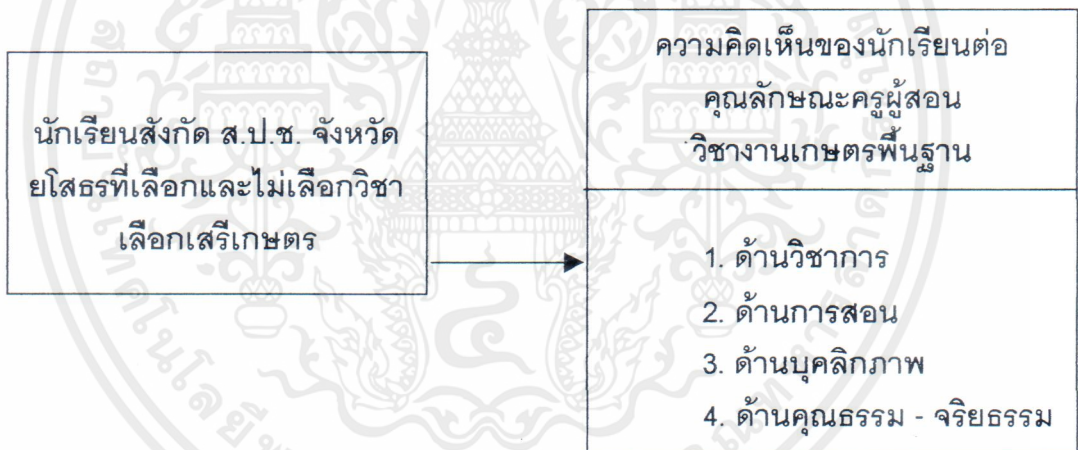 นักเรียนสังกัด ส.ป.ช. จังหวัด
ยโสธรที่เลือกและไม่เลือกวิชา
เลือกเสรีเกษตร
ความคิดเห็นของนักเรียนต่อ
คุณลักษณะครูผู้สอน
วิชางานเกษตรพื้นฐาน
1. ด้านวิชาการ
2. ด้านการสอน
3. ด้านบุคลิกภาพ
4. ด้านคุณธรรม - จริยธรรม